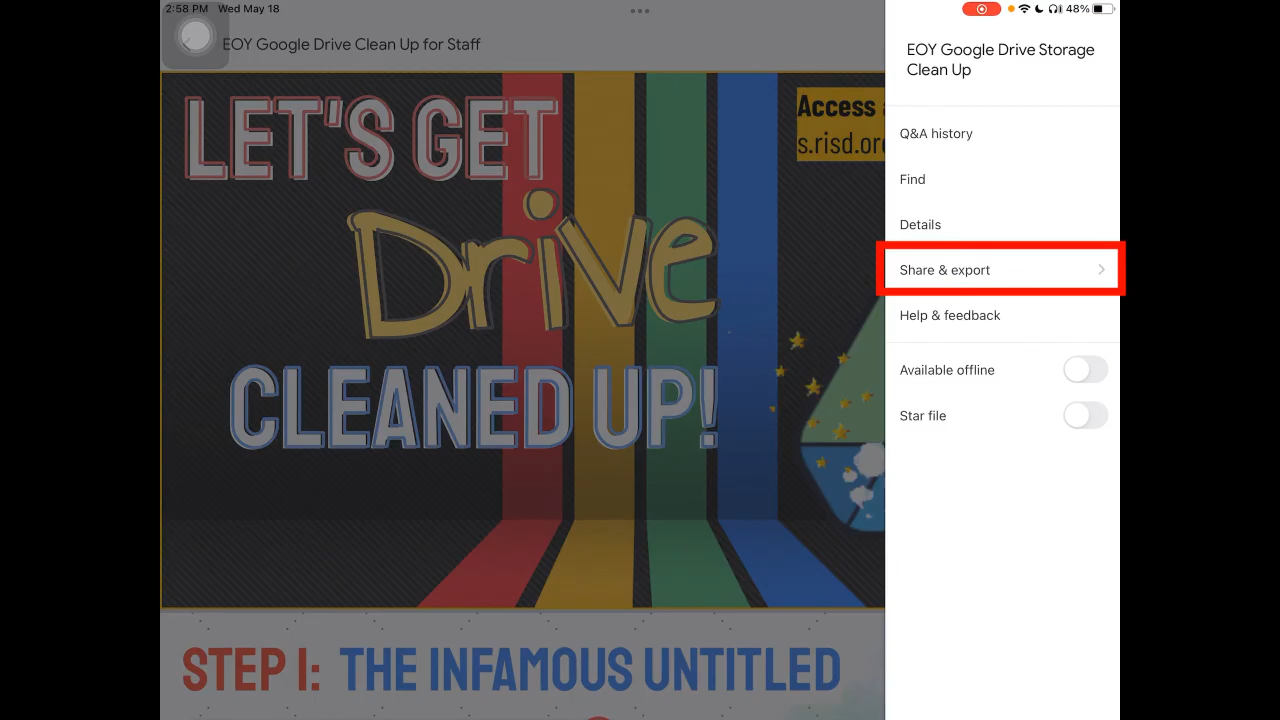 2:58 PM Wed May 18
48%
EOY Google Drive Clean Up for Staff
LET'S GET
Drive
CLEANED UP!
Access
s.risd.or
STEP 1: THE INFAMOUS UNTITLED
EOY Google Drive Storage
Clean Up
Q&A history
Find
Details
Share & export
Help & feedback
Available offline
Star file